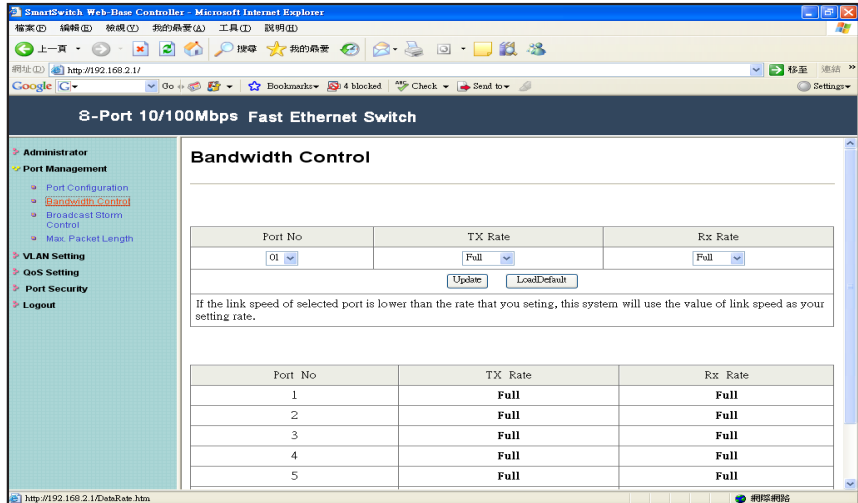 SmartSwitch Web-Base Controller - Microsoft Internet Explorer
檔案(F) 編輯(E) 檢視(V) 我的最愛(A) 工具(T) 說明(H)
上一頁 搜尋 我的最愛
網址(D) http://192.168.2.1/ 移至 連結 »
Google G Go Bookmarks 4 blocked Check Send to Settings
8-Port 10/100Mbps Fast Ethernet Switch
Administrator
Port Management
Port Configuration
Bandwidth Control
Broadcast Storm
Control
Max. Packet Length
VLAN Setting
QoS Setting
Port Security
Logout
Bandwidth Control
Port No TX Rate Rx Rate
01 Full Full
Update LoadDefault
If the link speed of selected port is lower than the rate that you seting, this system will use the value of link speed as your
setting rate.
Port No TX Rate Rx Rate
1 Full Full
2 Full Full
3 Full Full
4 Full Full
5 Full Full
http://192.168.2.1/DataRate.htm 網際網路